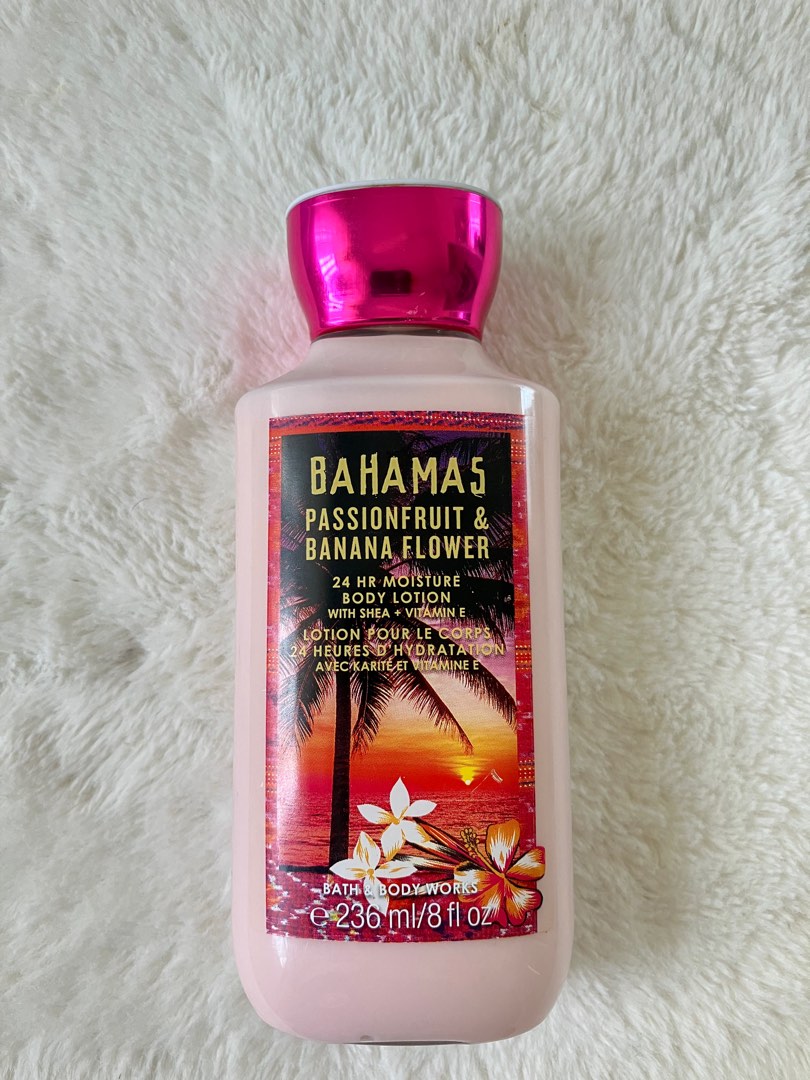 BAHAMAS
PASSIONFRUIT &
BANANA FLOWER
24 HR MOISTURE
BODY LOTION
WITH SHEA + VITAMIN E
LOTION POUR LE CORPS
24 HEURES D'HYDRATATION
AVEC KARITÉ ET VITAMINE E
BATH & BODY WORKS
℮ 236 ml/8 fl oz